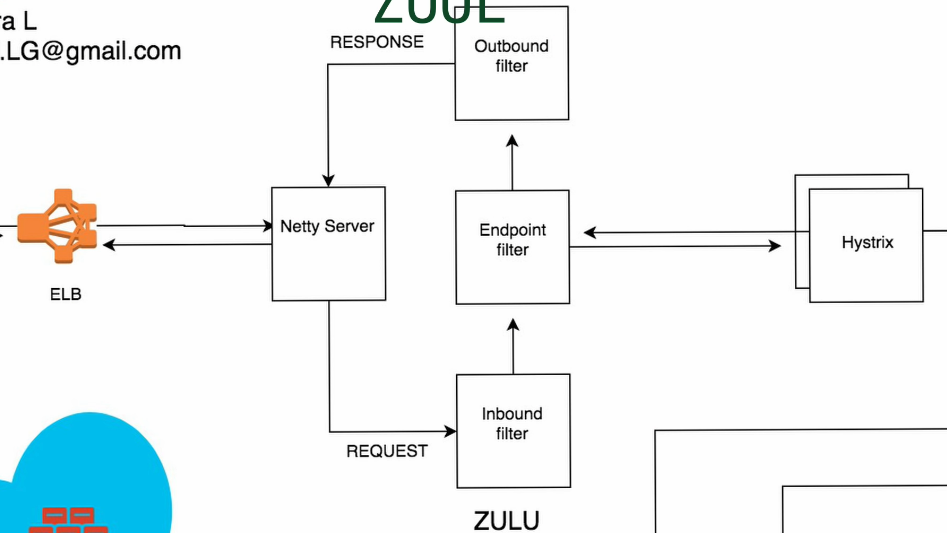 ra L
.LG@gmail.com
ZUUL
RESPONSE
Outbound
filter
Netty Server
Endpoint
filter
Hystrix
ELB
Inbound
filter
REQUEST
ZULU